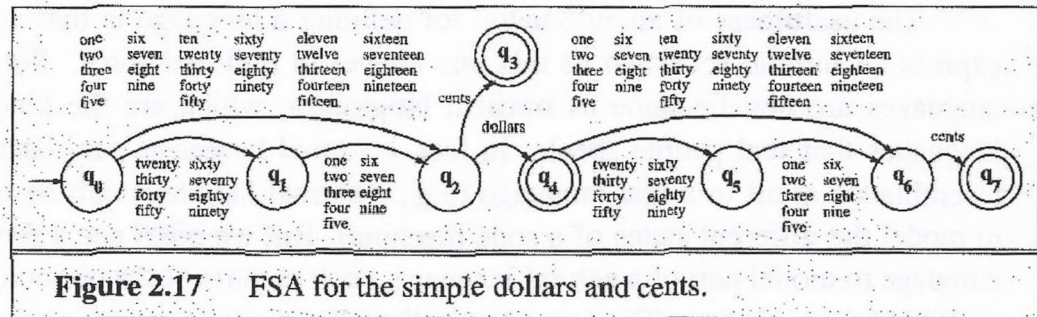 one six ten sixty eleven sixteen
two seven twenty seventy twelve seventeen
three eight thirty eighty thirteen eighteen
four nine forty ninety fourteen nineteen
five fifty fifteen
q3
one six ten sixty eleven sixteen
two seven twenty seventy twelve seventeen
three eight thirty eighty thirteen eighteen
four nine forty ninety fourteen nineteen
five fifty fifteen
cents
dollars
cents
q0
twenty sixty
thirty seventy
forty eighty
fifty ninety
q1
one six
two seven
three eight
four nine
five
q2
q4
twenty sixty
thirty seventy
forty eighty
fifty ninety
q5
one six
two seven
three eight
four nine
five
q6
q7
Figure 2.17 FSA for the simple dollars and cents.